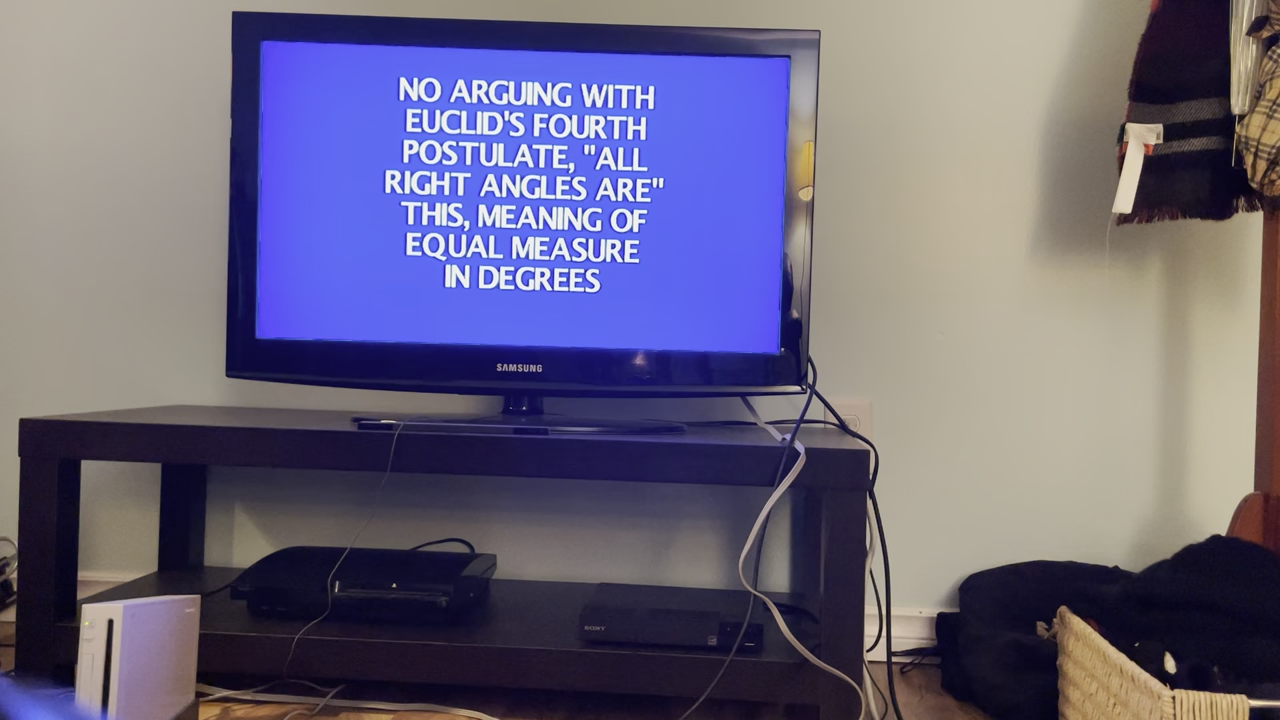 NO ARGUING WITH
EUCLID'S FOURTH
POSTULATE, "ALL
RIGHT ANGLES ARE"
THIS, MEANING OF
EQUAL MEASURE
IN DEGREES
SAMSUNG
SONY